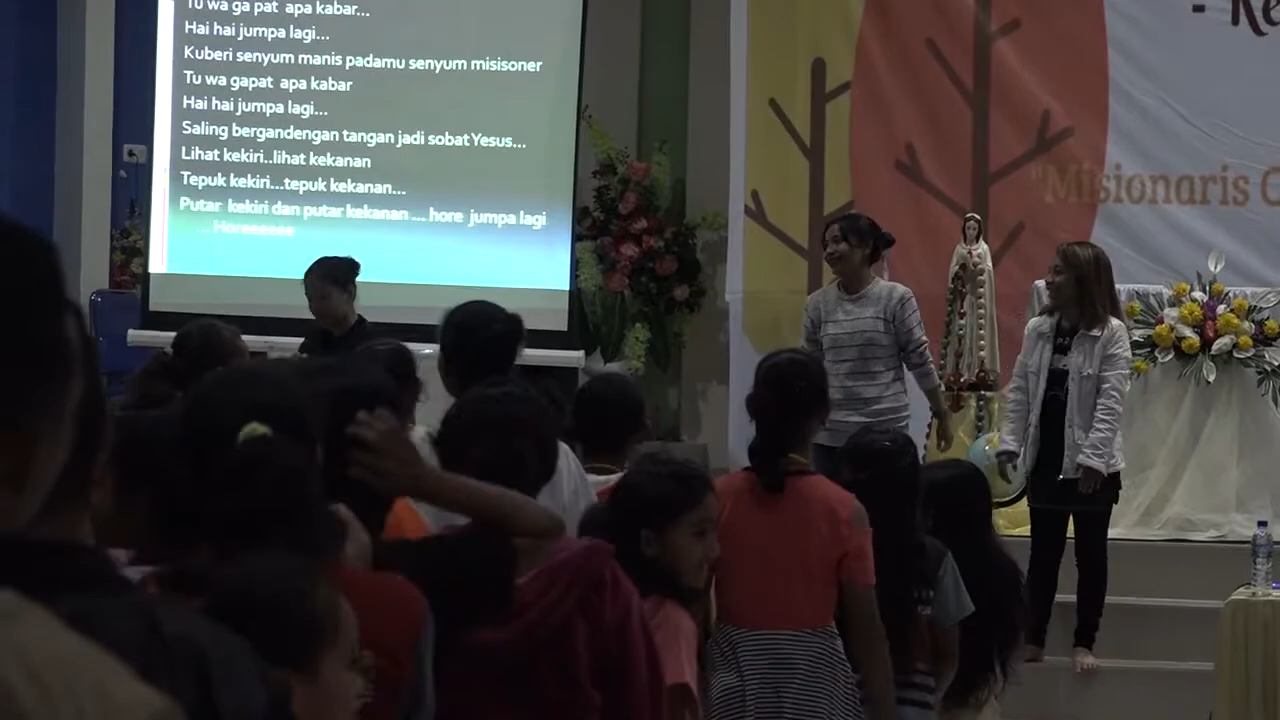 Tu wa ga pat apa kabar...
Hai hai jumpa lagi...
Kuberi senyum manis padamu senyum misisoner
Tu wa gapat apa kabar
Hai hai jumpa lagi...
Saling bergandengan tangan jadi sobat Yesus...
Lihat kekiri..lihat kekanan
Tepuk kekiri...tepuk kekanan...
Putar kekiri dan putar kekanan ... hore jumpa lagi
... Horeeeeee
- Re
"Misionaris C